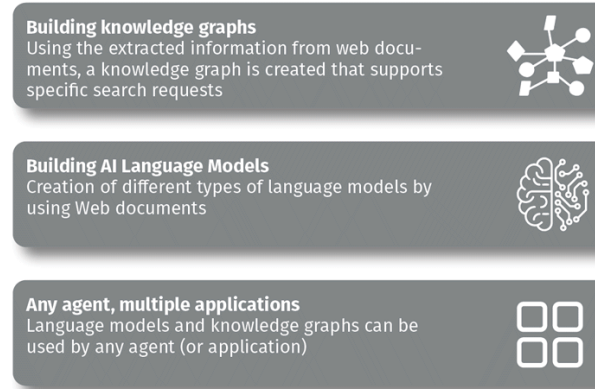 Building knowledge graphs
Using the extracted information from web docu-
ments, a knowledge graph is created that supports
specific search requests
Building AI Language Models
Creation of different types of language models by
using Web documents
Any agent, multiple applications
Language models and knowledge graphs can be
used by any agent (or application)